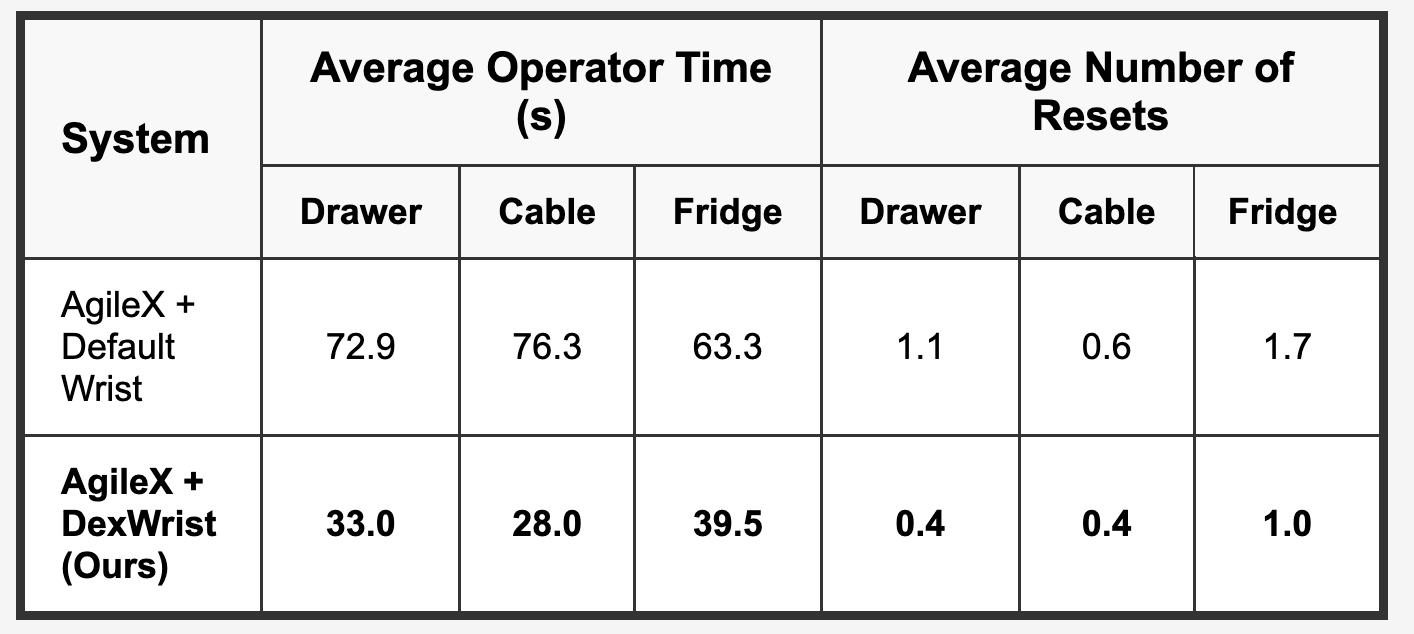 System
Average Operator Time
(s)
Average Number of
Resets
Drawer
Cable
Fridge
Drawer
Cable
Fridge
AgileX +
Default
Wrist
72.9
76.3
63.3
1.1
0.6
1.7
AgileX +
DexWrist
(Ours)
33.0
28.0
39.5
0.4
0.4
1.0